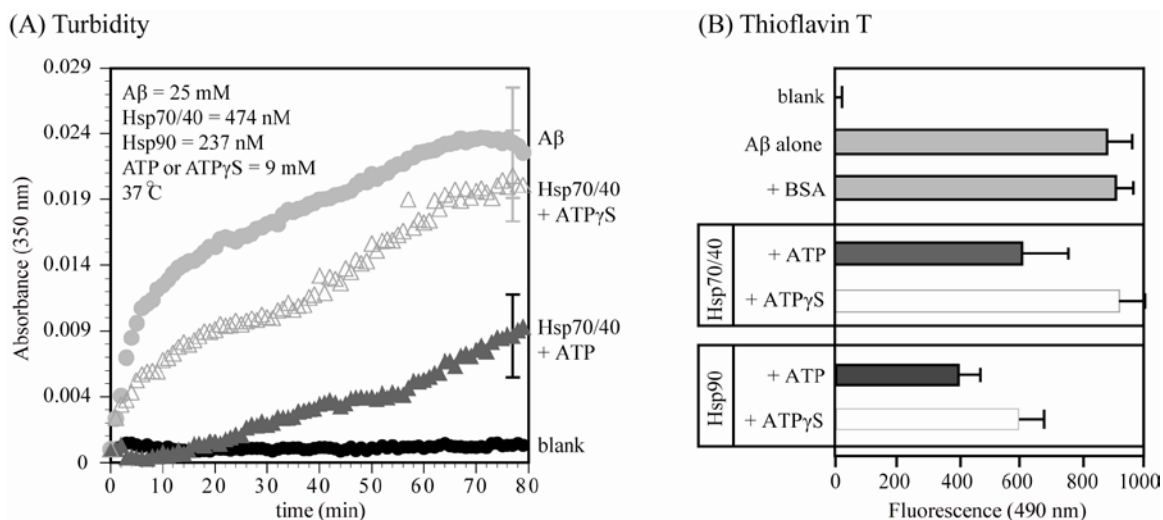 (A) Turbidity
0.029
0.024
0.019
0.014
0.009
0.004
0
Absorbance (350 nm)
Aβ = 25 mM
Hsp70/40 = 474 nM
Hsp90 = 237 nM
ATP or ATPγS = 9 mM
37℃
Aβ
Hsp70/40
+ ATPγS
Hsp70/40
+ ATP
blank
0 10 20 30 40 50 60 70 80
time (min)
(B) Thioflavin T
blank
Aβ alone
+ BSA
Hsp70/40
+ ATP
+ ATPγS
Hsp90
+ ATP
+ ATPγS
0 200 400 600 800 1000
Fluorescence (490 nm)